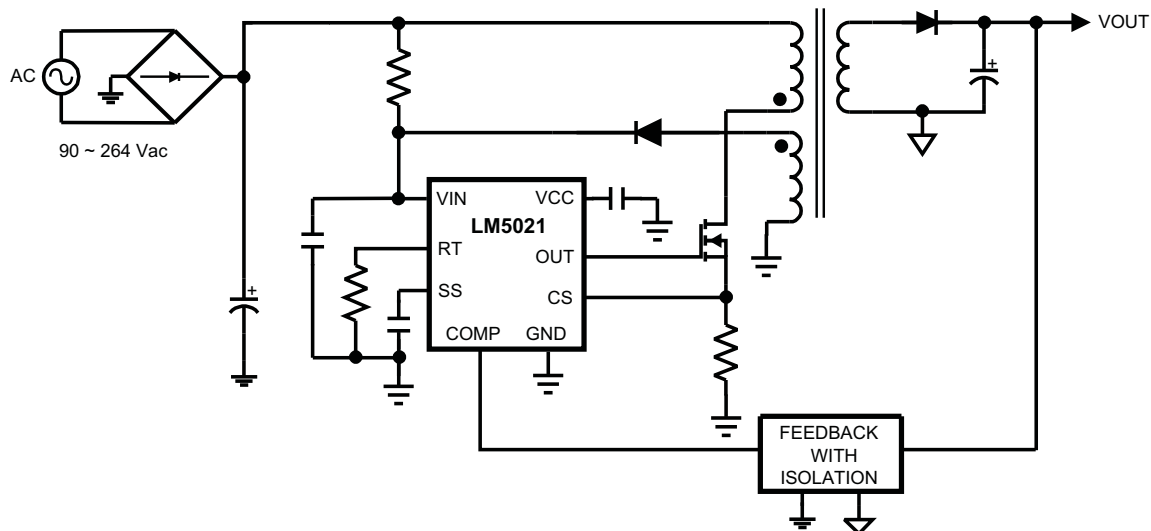 VOUT
AC
90 ~ 264 Vac
VIN
VCC
LM5021
RT
OUT
SS
CS
COMP
GND
+
+
FEEDBACK
WITH
ISOLATION